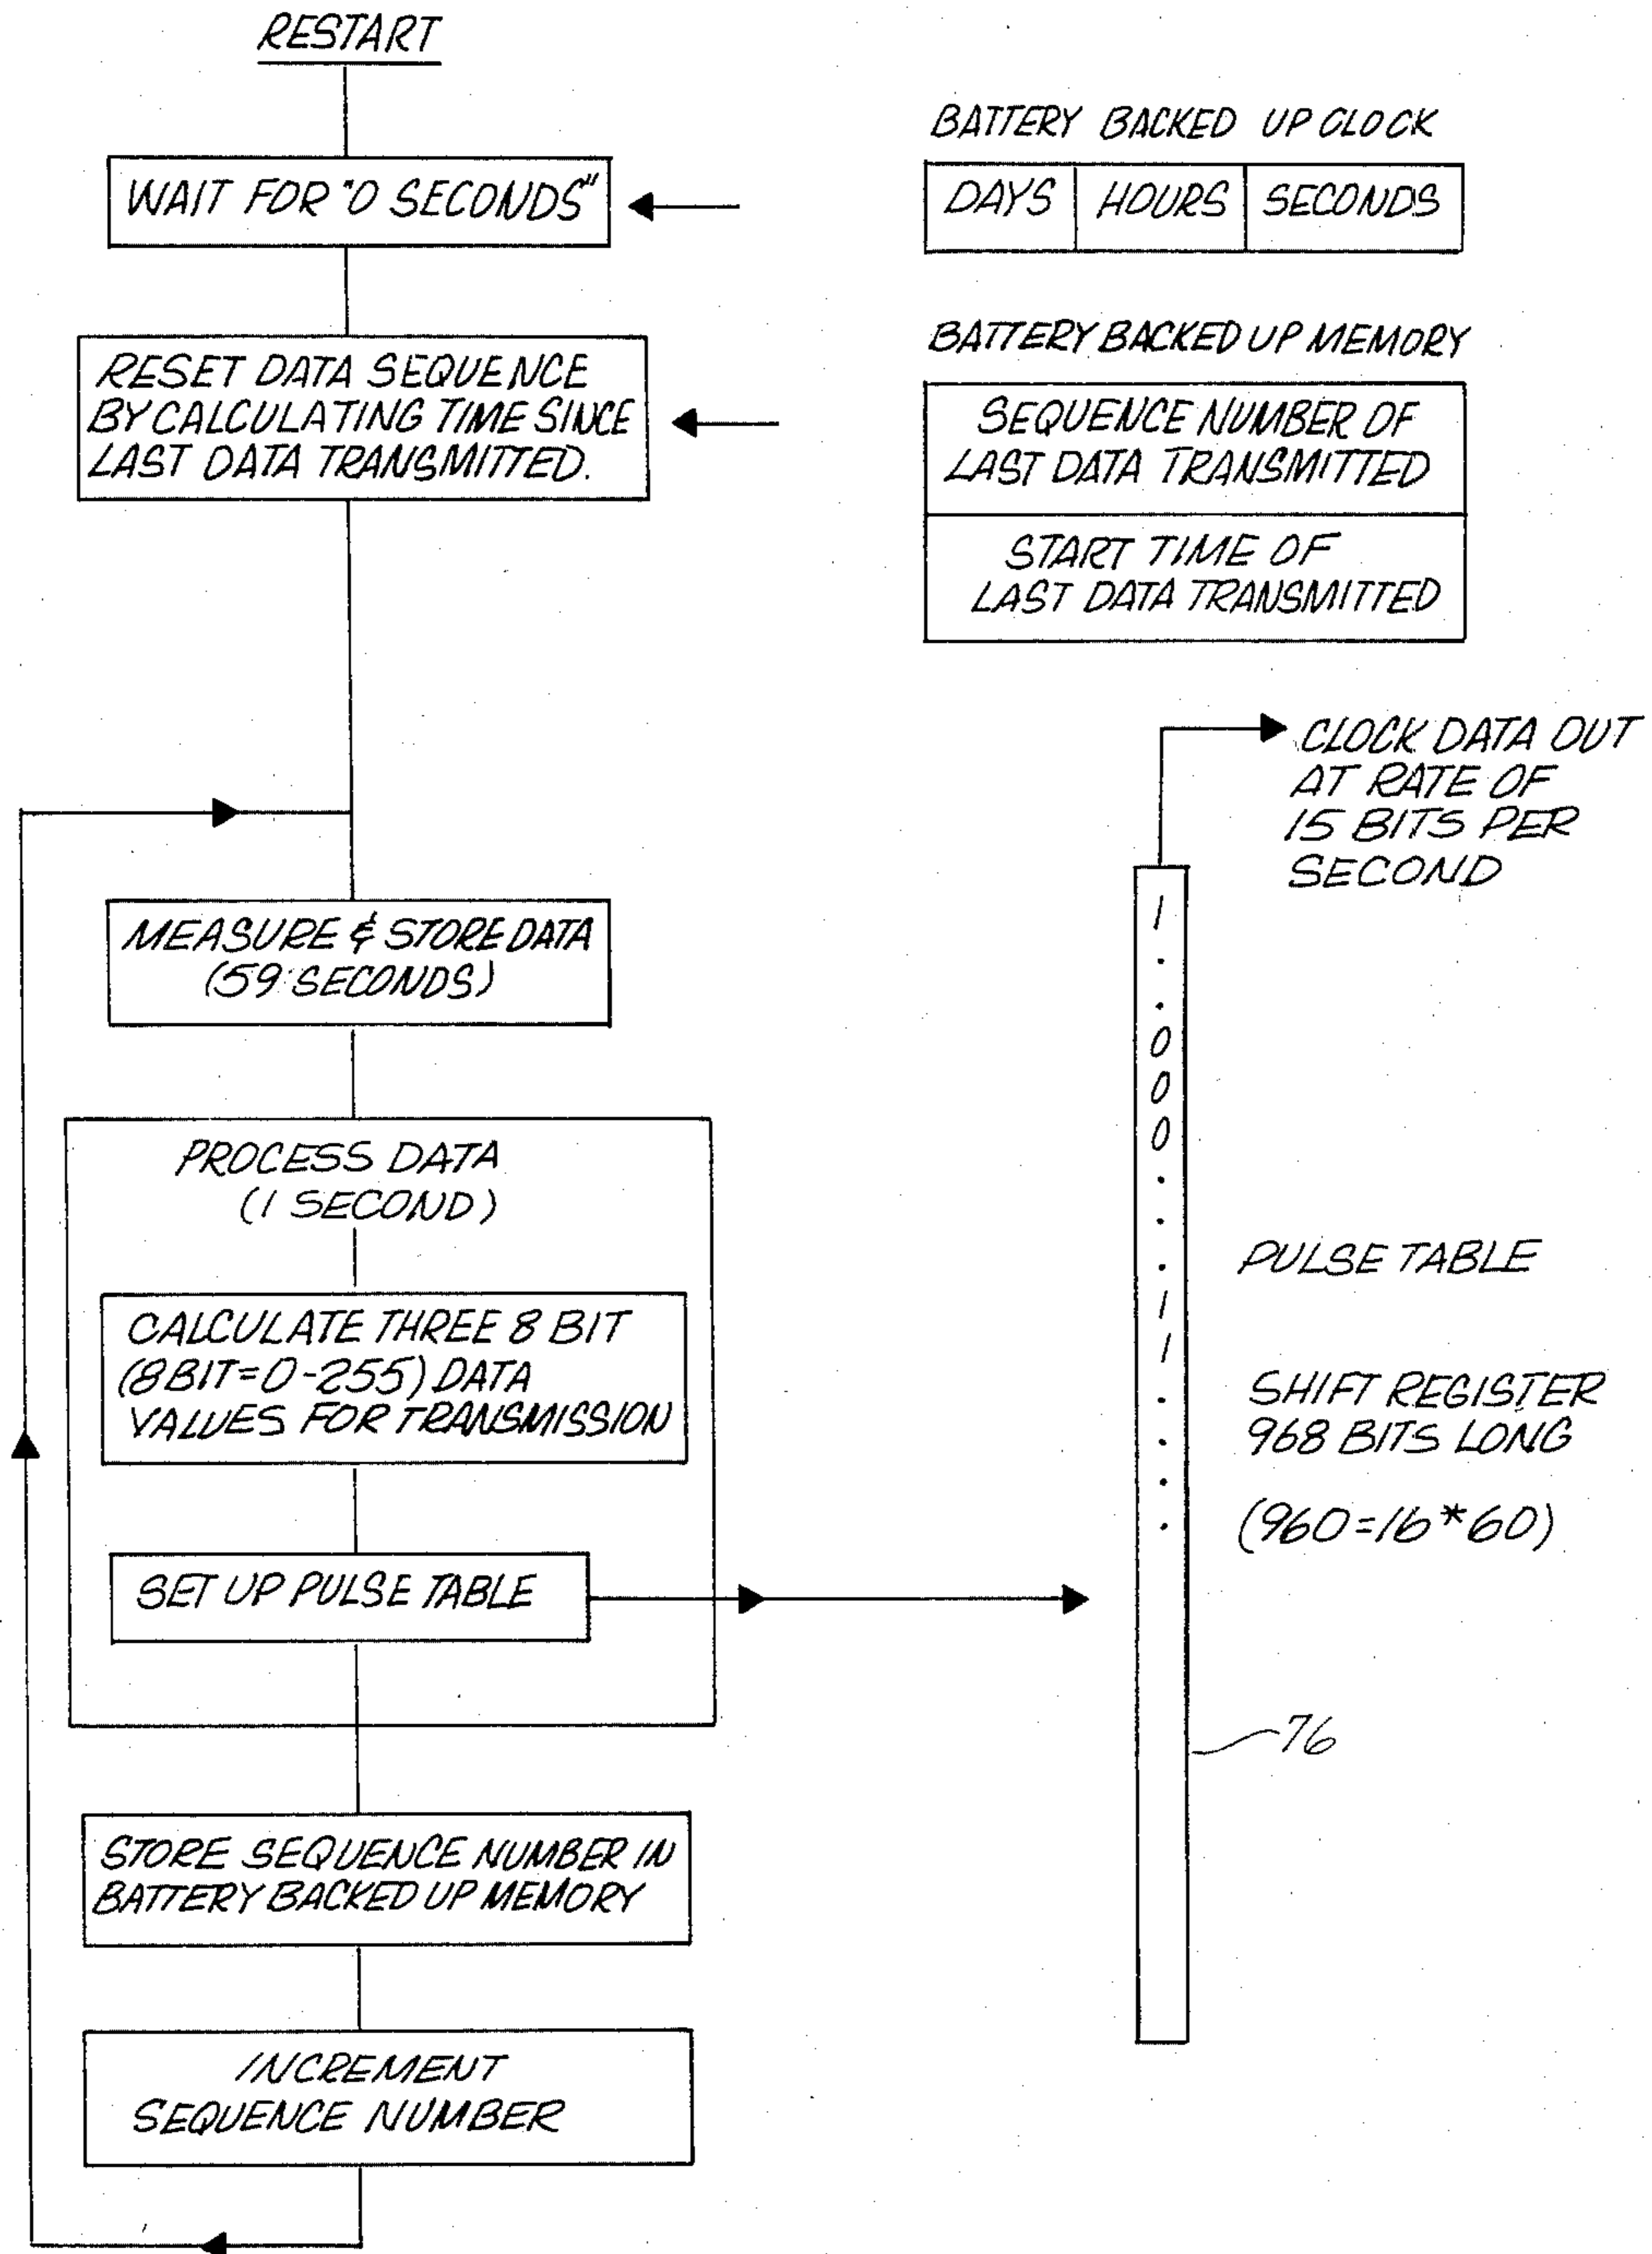 RESTART
WAIT FOR "0 SECONDS"
RESET DATA SEQUENCE
BY CALCULATING TIME SINCE
LAST DATA TRANSMITTED.
BATTERY BACKED UP CLOCK
DAYS HOURS SECONDS
BATTERY BACKED UP MEMORY
SEQUENCE NUMBER OF
LAST DATA TRANSMITTED
START TIME OF
LAST DATA TRANSMITTED
MEASURE & STORE DATA
(59 SECONDS)
PROCESS DATA
(1 SECOND)
CALCULATE THREE 8 BIT
(8BIT=0-255) DATA
VALUES FOR TRANSMISSION
SET UP PULSE TABLE
STORE SEQUENCE NUMBER IN
BATTERY BACKED UP MEMORY
INCREMENT
SEQUENCE NUMBER
CLOCK DATA OUT
AT RATE OF
15 BITS PER
SECOND
1
.
.
0
0
0
.
.
.
1
1
.
.
.
.
PULSE TABLE
SHIFT REGISTER
968 BITS LONG
(960=16*60)
76